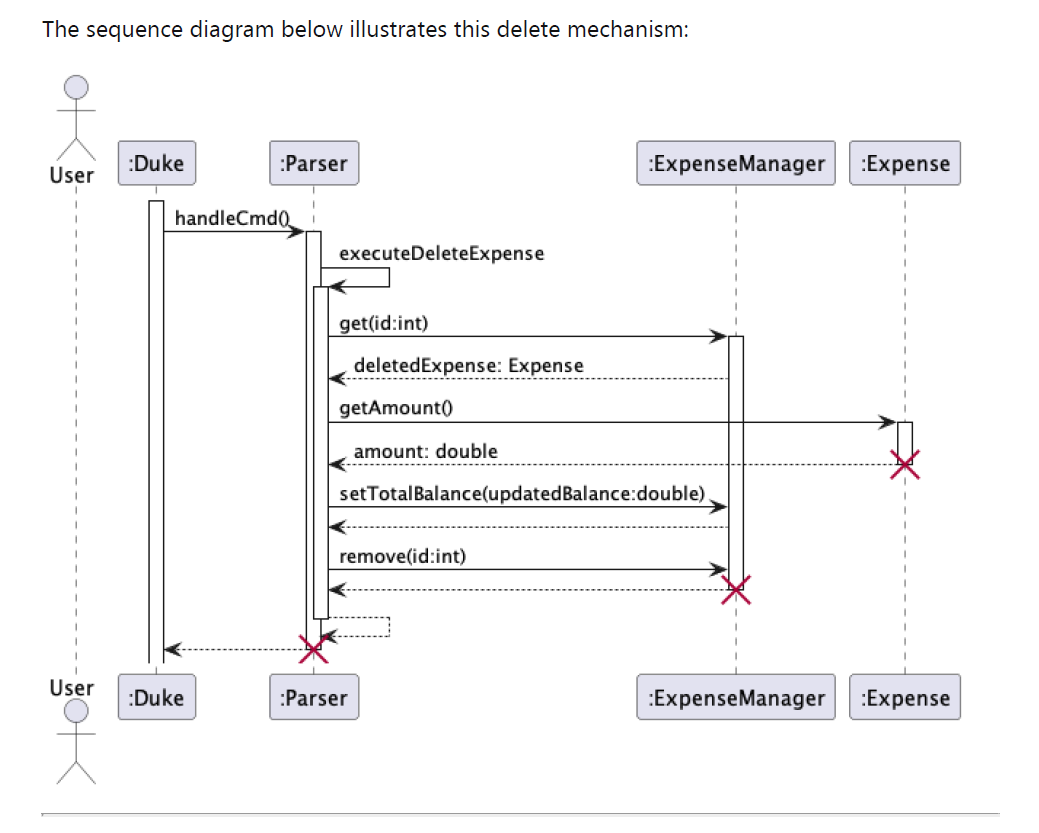 The sequence diagram below illustrates this delete mechanism:
User
:Duke
:Parser
:ExpenseManager
:Expense
handleCmd()
executeDeleteExpense
get(id:int)
deletedExpense: Expense
getAmount()
amount: double
setTotalBalance(updatedBalance:double)
remove(id:int)
User
:Duke
:Parser
:ExpenseManager
:Expense